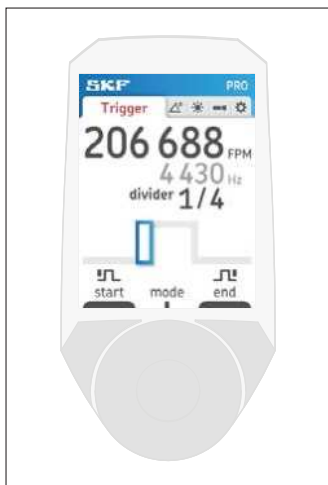 SKF PRO
Trigger
206 688 FPM
4 430 Hz
divider 1/4
start mode end